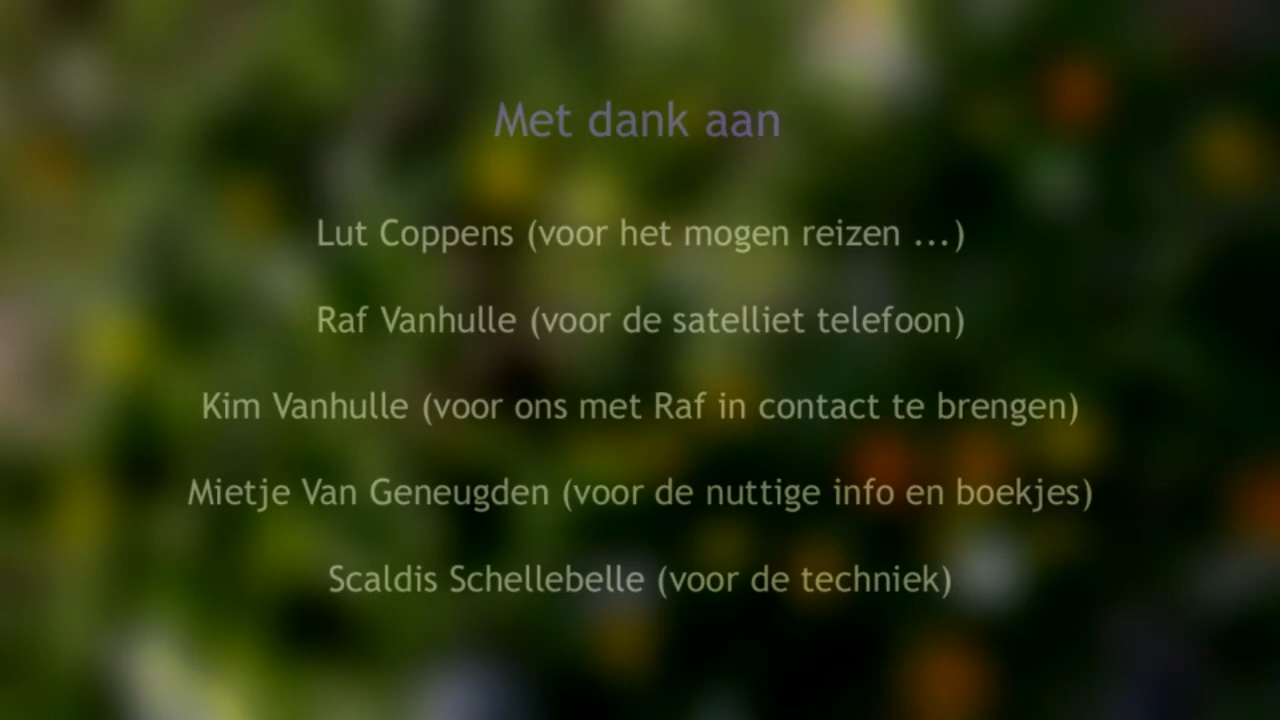 Met dank aan
Lut Coppens (voor het mogen reizen ...)
Raf Vanhulle (voor de satelliet telefoon)
Kim Vanhulle (voor ons met Raf in contact te brengen)
Mietje Van Geneugden (voor de nuttige info en boekjes)
Scaldis Schellebelle (voor de techniek)